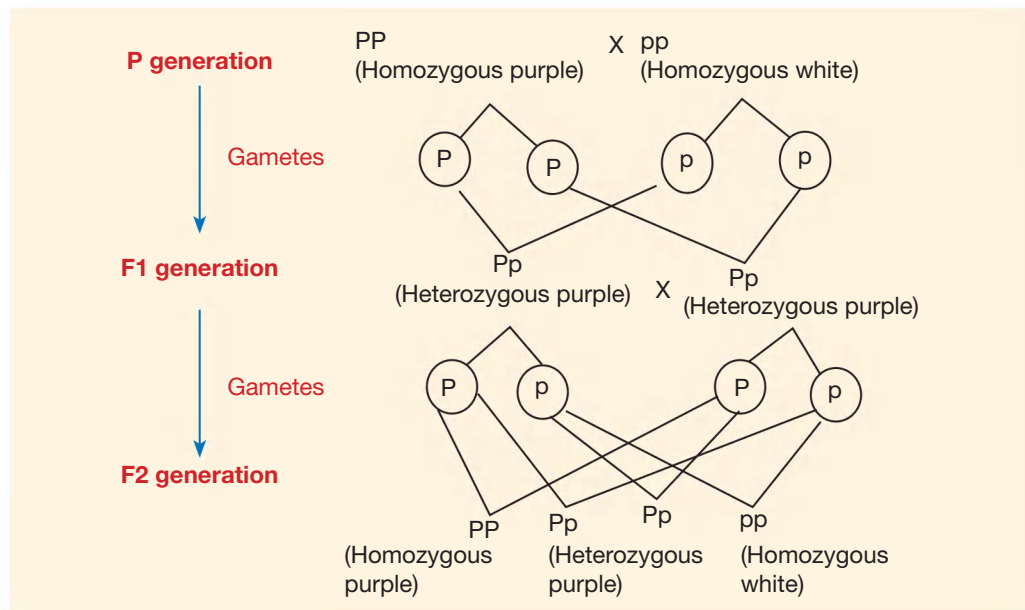 P generation
PP X pp
(Homozygous purple) (Homozygous white)
Gametes
P P p p
F1 generation
Pp Pp
(Heterozygous purple) X (Heterozygous purple)
Gametes
P p P p
F2 generation
PP Pp Pp pp
(Homozygous (Heterozygous (Homozygous
purple) purple) white)